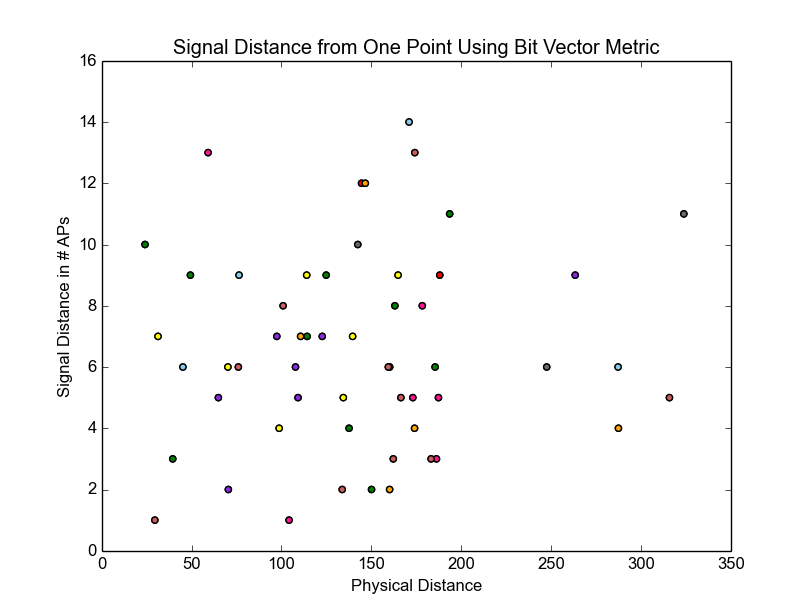 Signal Distance from One Point Using Bit Vector Metric
16
14
12
10
8
6
4
2
0
Signal Distance in # APs
0 50 100 150 200 250 300 350
Physical Distance